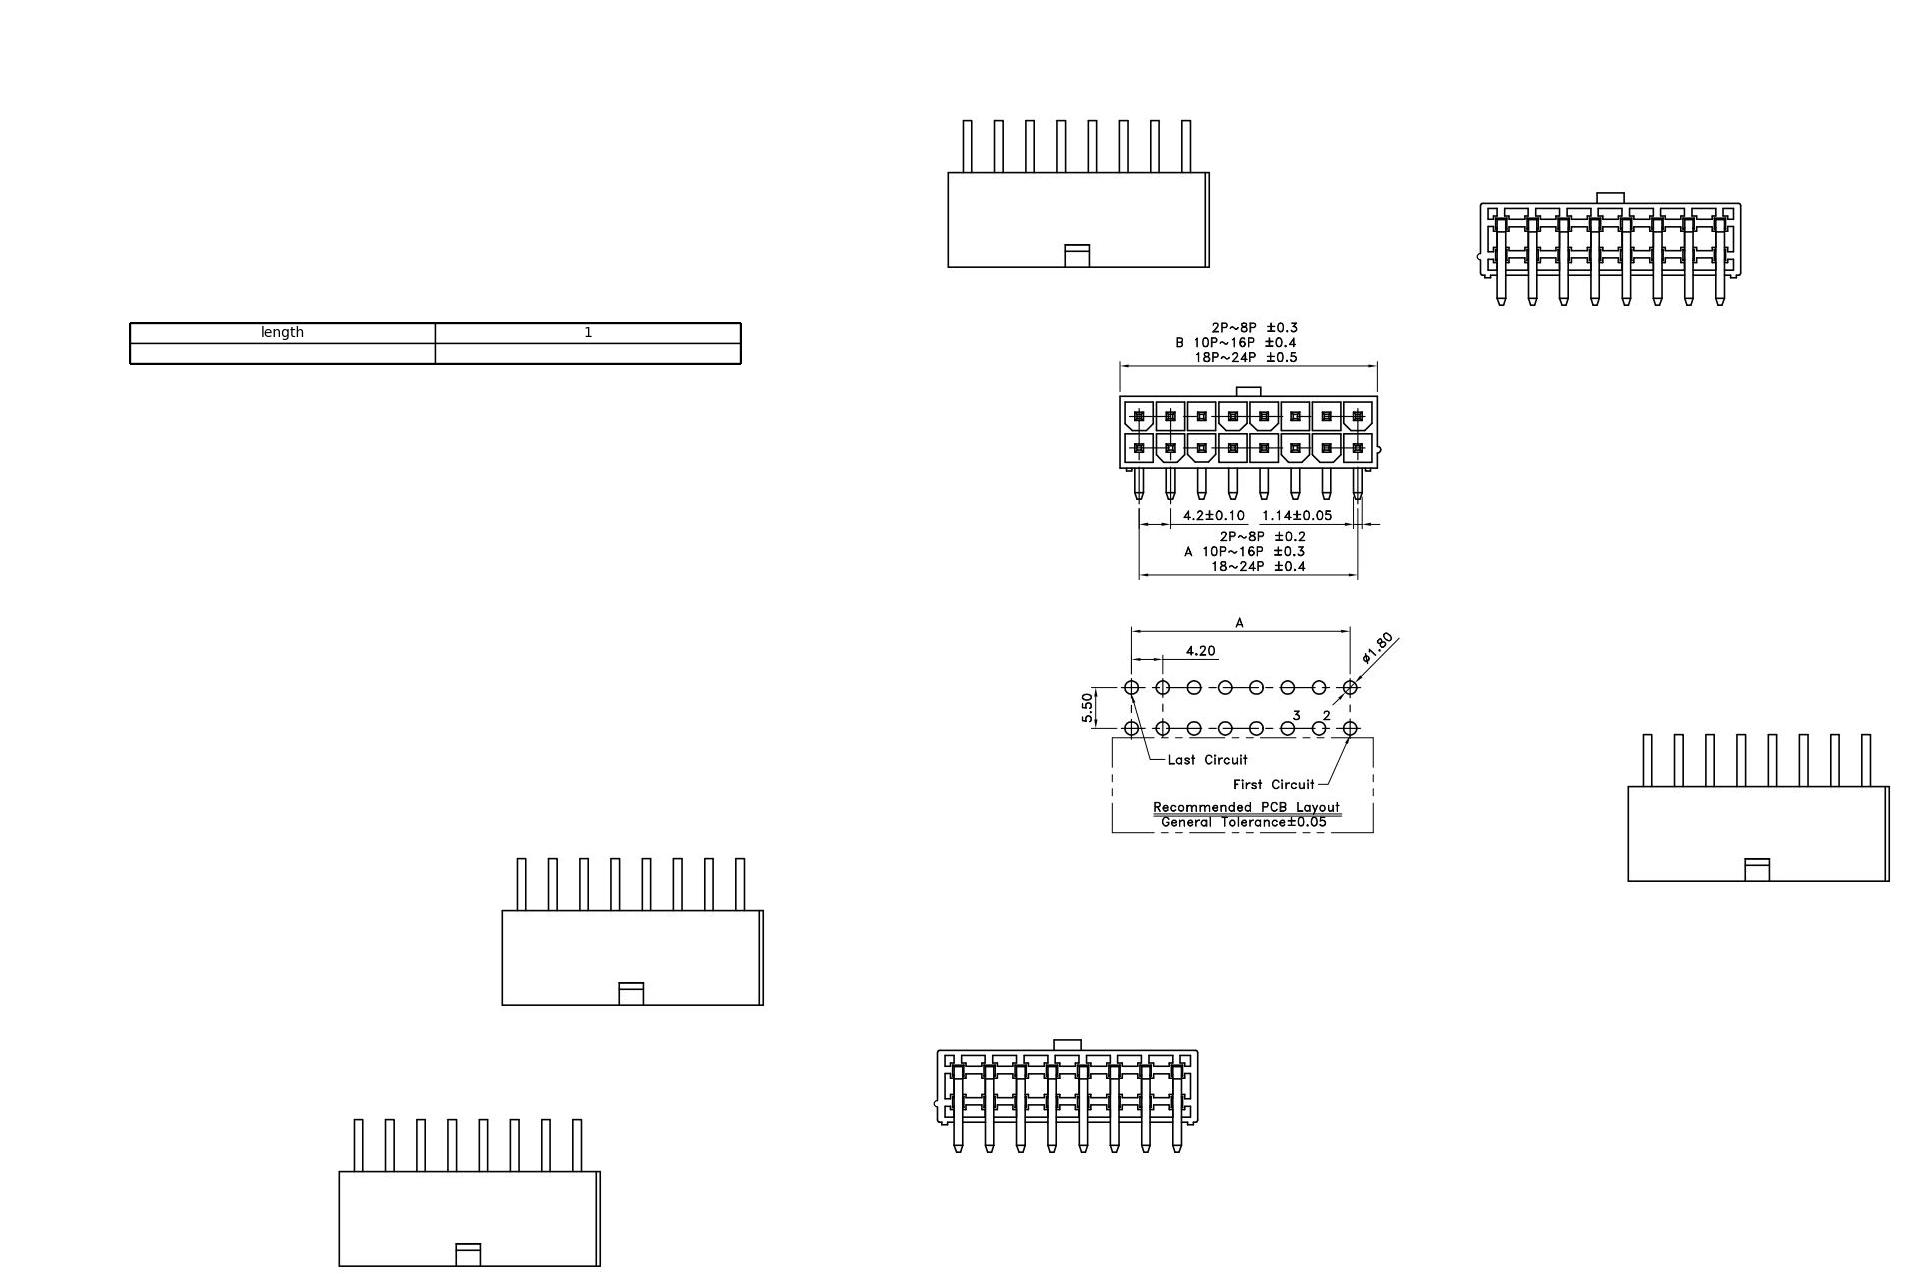 length 1
2P~8P ±0.3
B 10P~16P ±0.4
18P~24P ±0.5
4.2±0.10 1.14±0.05
2P~8P ±0.2
A 10P~16P ±0.3
18~24P ±0.4
A
4.20
ø1.80
5.50
3 2
Last Circuit
First Circuit
Recommended PCB Layout
General Tolerance±0.05